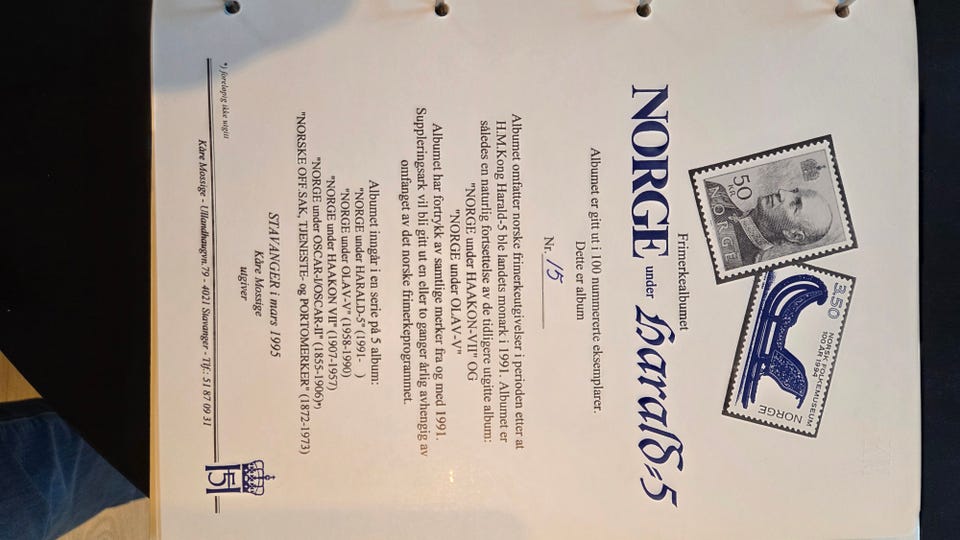 50
KR
NORGE
3,50
NORSK FOLKEMUSEUM
100 ÅR 1994
NORGE
Frimerkealbumet
NORGE under Harald=5
Albumet er gitt ut i 100 nummererte eksemplarer.
Dette er album
Nr. 15
Albumet omfatter norske frimerkeutgivelser i perioden etter at
H.M.Kong Harald-5 ble landets monark i 1991. Albumet er
således en naturlig fortsettelse av de tidligere utgitte album:
"NORGE under HAAKON-VII" OG
"NORGE under OLAV-V"
Albumet har fortrykk av samtlige merker fra og med 1991.
Suppleringsark vil bli gitt ut en eller to ganger årlig avhengig av
omfanget av det norske frimerkeprogrammet.
Albumet inngår i en serie på 5 album:
"NORGE under HARALD-5" (1991- )
"NORGE under OLAV-V" (1958-1990)
"NORGE under HAAKON VII" (1907-1957)
"NORGE under OSCAR-I/OSCAR-II" (1855-1906)*)
"NORSKE OFF.SAK, TJENESTE- og PORTOMERKER" (1872-1973)
STAVANGER i mars 1995
Kåre Mossige
utgiver
*) foreløpig ikke utgitt
Kåre Mossige - Ullandhaugvn.79 - 4021 Stavanger - Tlf: 51 87 09 31